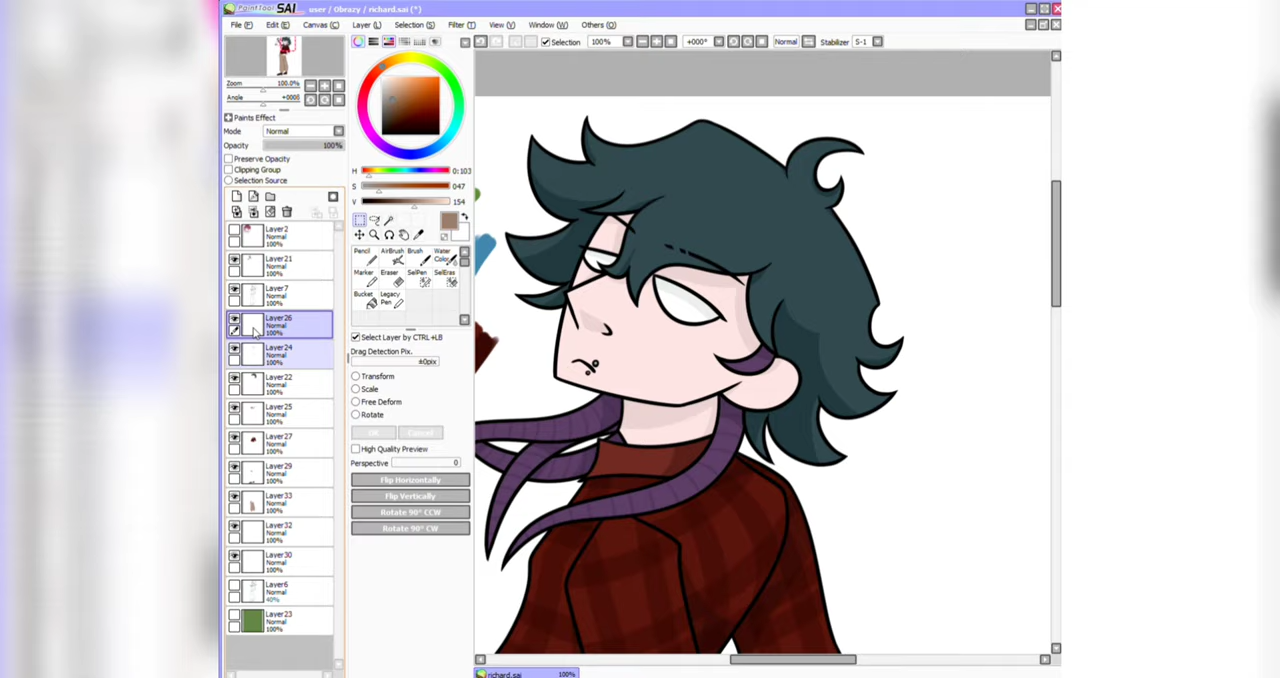 PaintTool SAI user / Obrazy / richard.sai (*)
File (F) Edit (E) Canvas (C) Layer (L) Selection (S) Filter (T) View (V) Window (W) Others (O)
Selection 100% +000° Normal Stabilizer S-1
Zoom 100.0%
Angle +000°
Paints Effect
Mode Normal
Opacity 100%
Preserve Opacity
Clipping Group
Selection Source
H 0:103
S 047
V 154
Layer2
Normal
100%
Layer21
Normal
100%
Layer7
Normal
100%
Layer26
Normal
100%
Layer24
Normal
100%
Layer22
Normal
100%
Layer25
Normal
100%
Layer27
Normal
100%
Layer29
Normal
100%
Layer33
Normal
100%
Layer32
Normal
100%
Layer30
Normal
100%
Layer6
Normal
40%
Layer23
Normal
100%
Pencil AirBrush Brush Water Color
Marker Eraser SelPen SelEras
Bucket Legacy Pen
Select Layer by CTRL+LB
Drag Detection Pix.
±0pix
Transform
Scale
Free Deform
Rotate
OK Cancel
High Quality Preview
Perspective 0
Flip Horizontally
Flip Vertically
Rotate 90° CCW
Rotate 90° CW
richard.sai 100%